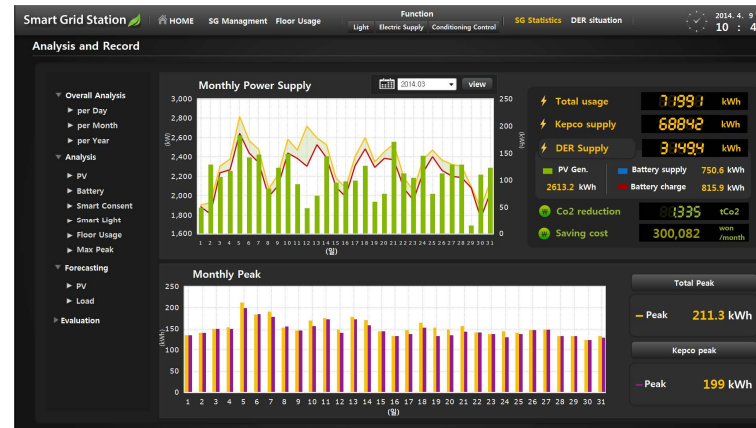 Smart Grid Station HOME SG Managment Floor Usage Function SG Statistics DER situation 2014. 4. 9
Light Electric Supply Conditioning Control 10 : 4
Analysis and Record
Overall Analysis
per Day
per Month
per Year
Analysis
PV
Battery
Smart Consent
Smart Light
Floor Usage
Max Peak
Forecasting
PV
Load
Evaluation
Monthly Power Supply 2014.03 view
(kW)
3,000
2,800
2,600
2,400
2,200
2,000
1,800
1,600
250
200
150
100
50
0
(kWh)
1 2 3 4 5 6 7 8 9 10 11 12 13 14 15 16 17 18 19 20 21 22 23 24 25 26 27 28 29 30 31
(일)
Total usage 71991 kWh
Kepco supply 68842 kWh
DER Supply 3149.4 kWh
PV Gen. Battery supply 750.6 kWh
2613.2 kWh Battery charge 815.9 kWh
Co2 reduction 1.335 tCo2
Saving cost 300,082 won /month
Monthly Peak
(kWh)
250
200
150
100
50
0
1 2 3 4 5 6 7 8 9 10 11 12 13 14 15 16 17 18 19 20 21 22 23 24 25 26 27 28 29 30 31
(일)
Total Peak
Peak 211.3 kWh
Kepco peak
Peak 199 kWh